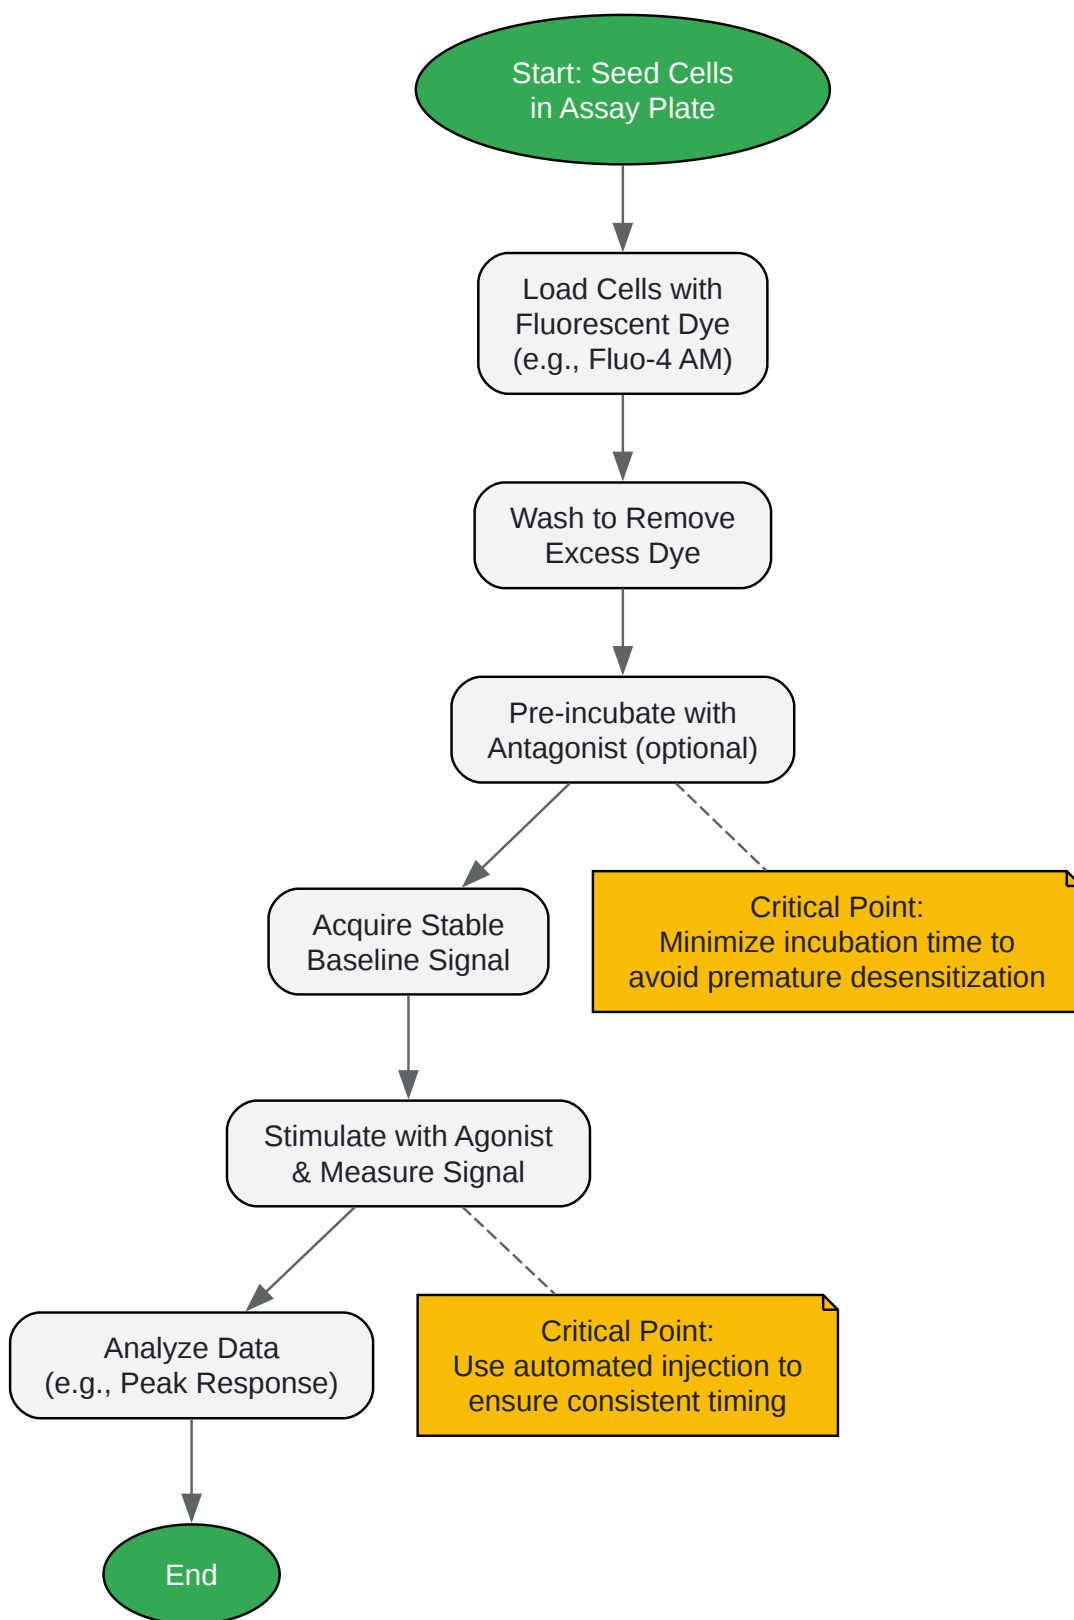 Start: Seed Cells
in Assay Plate
Load Cells with
Fluorescent Dye
(e.g., Fluo-4 AM)
Wash to Remove
Excess Dye
Pre-incubate with
Antagonist (optional)
Acquire Stable
Baseline Signal
Critical Point:
Minimize incubation time to
avoid premature desensitization
Stimulate with Agonist
& Measure Signal
Analyze Data
(e.g., Peak Response)
Critical Point:
Use automated injection to
ensure consistent timing
End